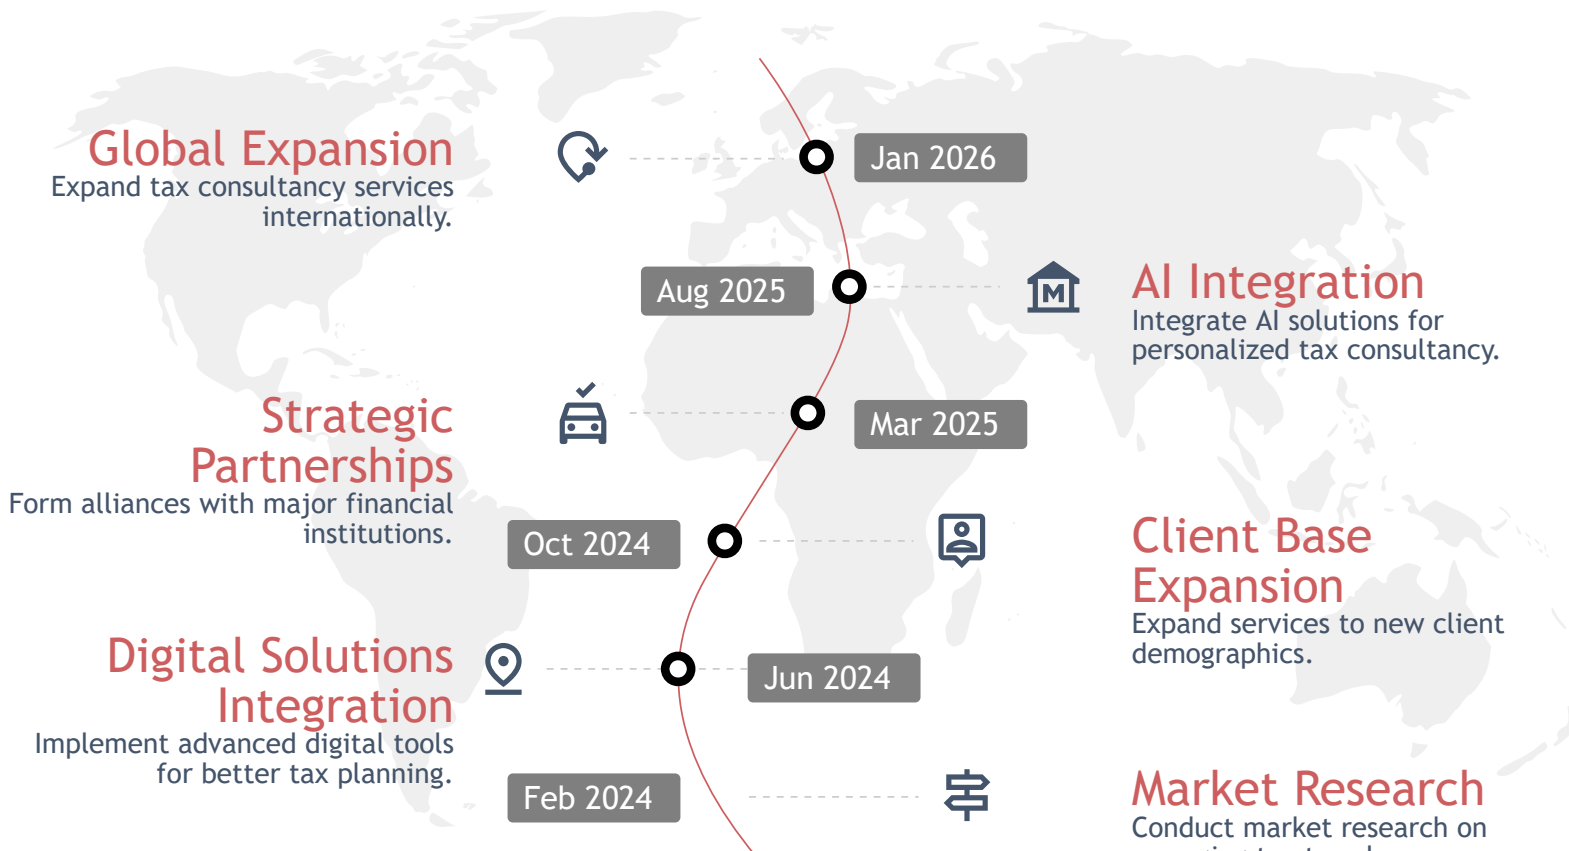 Global Expansion
Expand tax consultancy services
internationally.
Jan 2026
Aug 2025
AI Integration
Integrate AI solutions for
personalized tax consultancy.
Strategic
Partnerships
Form alliances with major financial
institutions.
Mar 2025
Oct 2024
Client Base
Expansion
Expand services to new client
demographics.
Digital Solutions
Integration
Implement advanced digital tools
for better tax planning.
Jun 2024
Feb 2024
Market Research
Conduct market research on